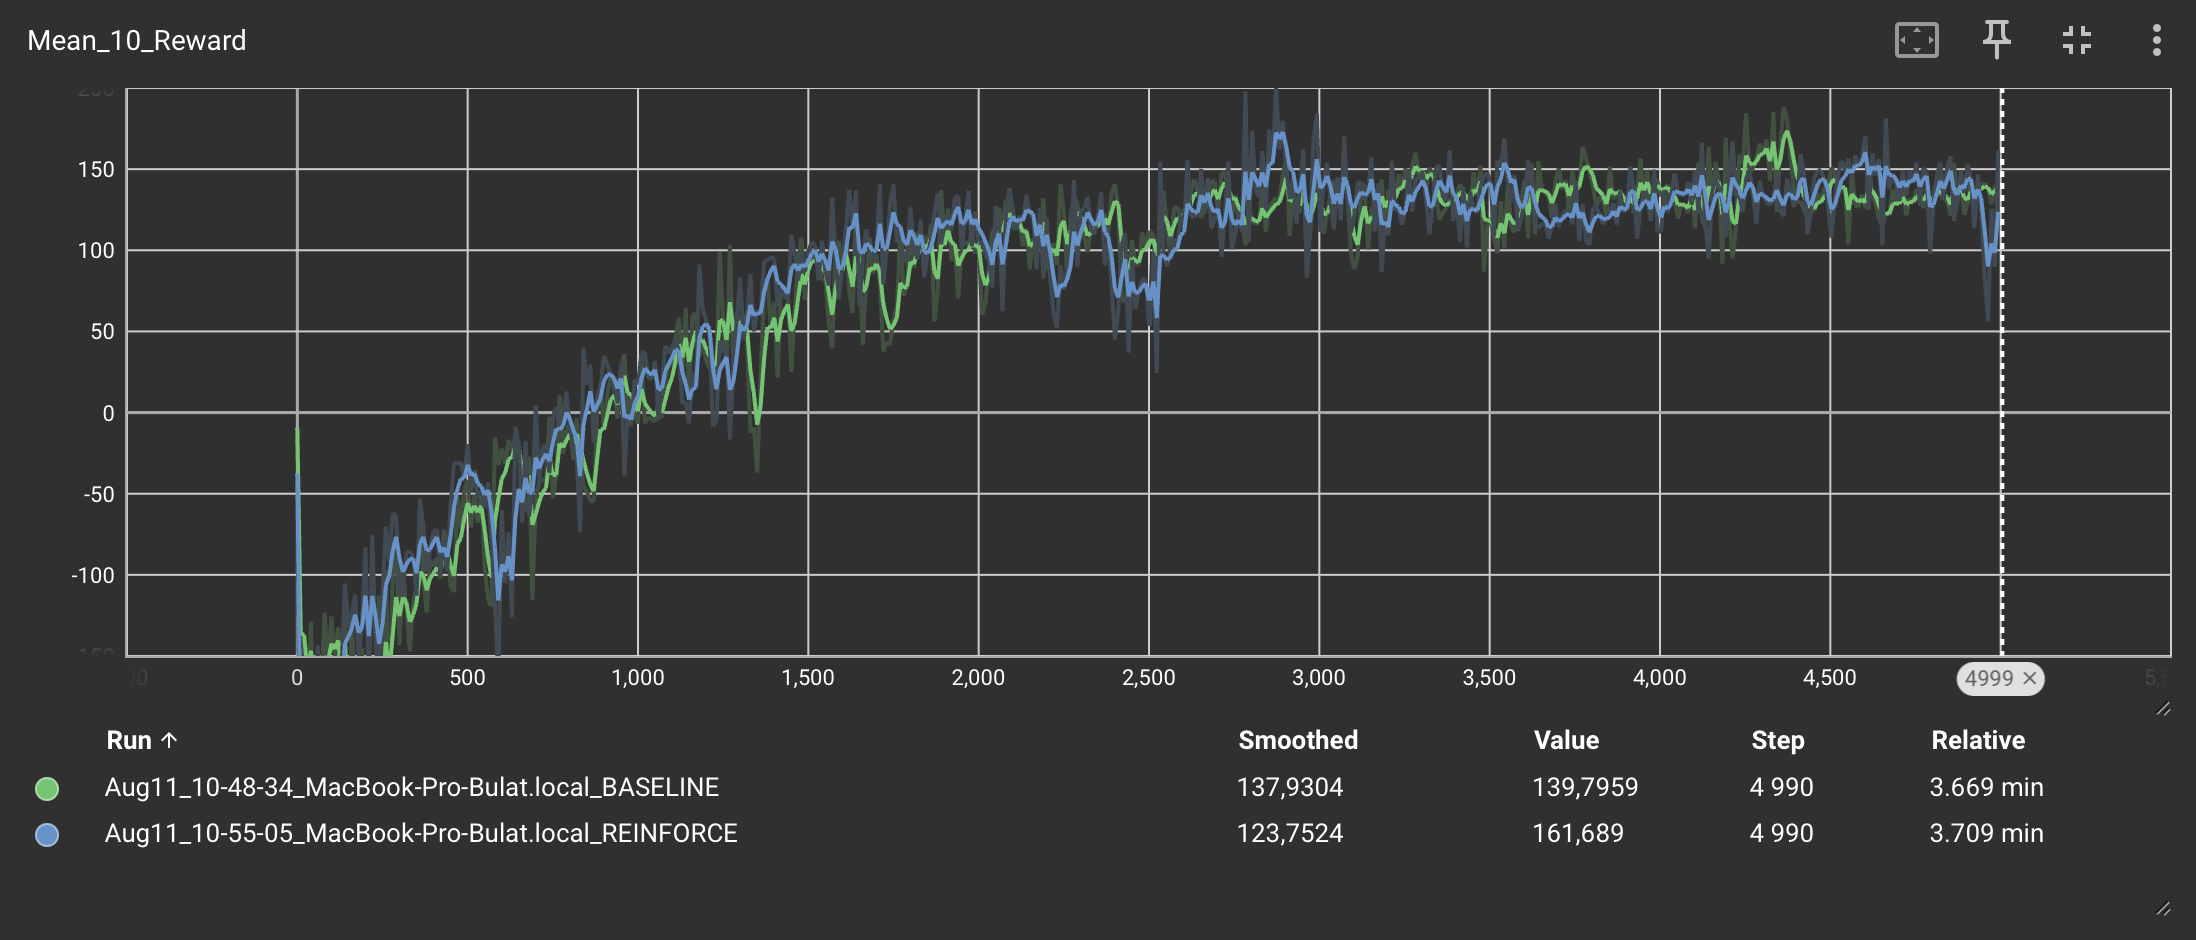 Mean_10_Reward
200
150
100
50
0
-50
-100
-150
0 500 1,000 1,500 2,000 2,500 3,000 3,500 4,000 4,500 4999 ✕
Run ↑ Smoothed Value Step Relative
Aug11_10-48-34_MacBook-Pro-Bulat.local_BASELINE 137,9304 139,7959 4 990 3.669 min
Aug11_10-55-05_MacBook-Pro-Bulat.local_REINFORCE 123,7524 161,689 4 990 3.709 min